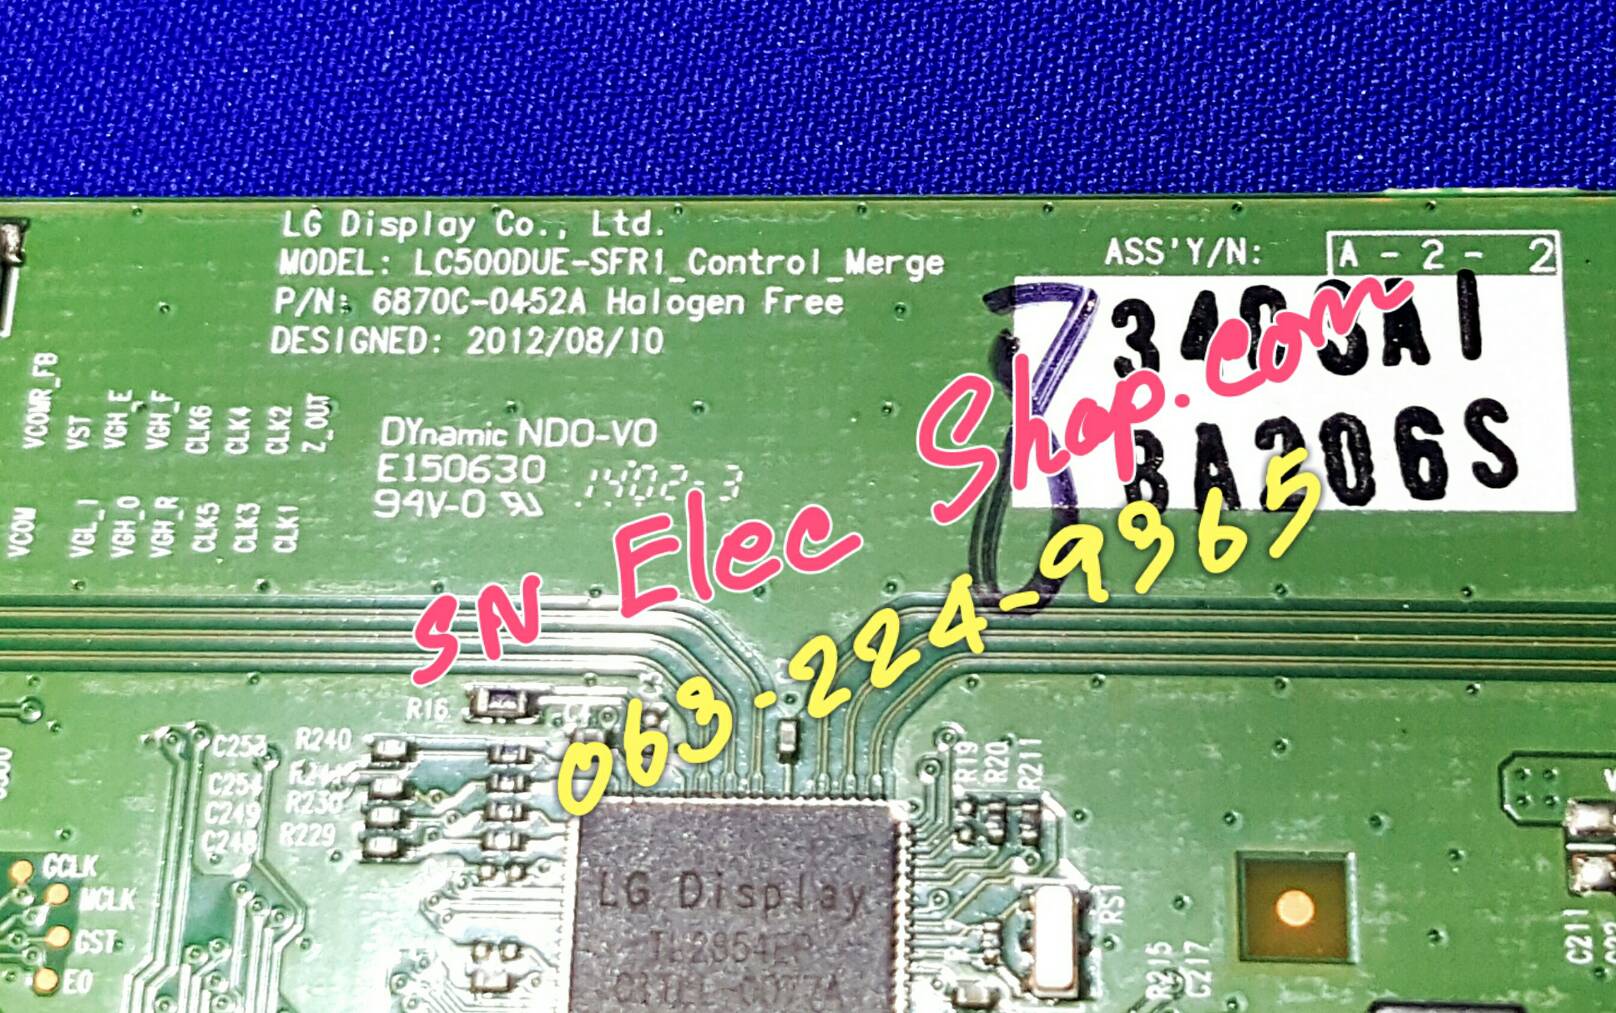 LG Display Co., Ltd.
MODEL: LC500DUE-SFR1_Control_Merge
P/N: 6870C-0452A Halogen Free
DESIGNED: 2012/08/10
ASS'Y/N:
A - 2 - 2
BA206S
VCOMR_FB
VST
VGH_E
VGH_F
CLK6
CLK4
CLK2
Z_OUT
DYnamic NDO-VO
E150630
94V-0
1402-3
VCOM
VGL_I
VGH_O
VGH_R
CLK5
CLK3
CLK1
SN Elec Shop.com
063-224-9365
R16
C253
R240
C254
R230
C249
R229
C248
R19
R20
R211
GCLK
MCLK
GST
EO
LG Display
RS1
R215
C217
C211